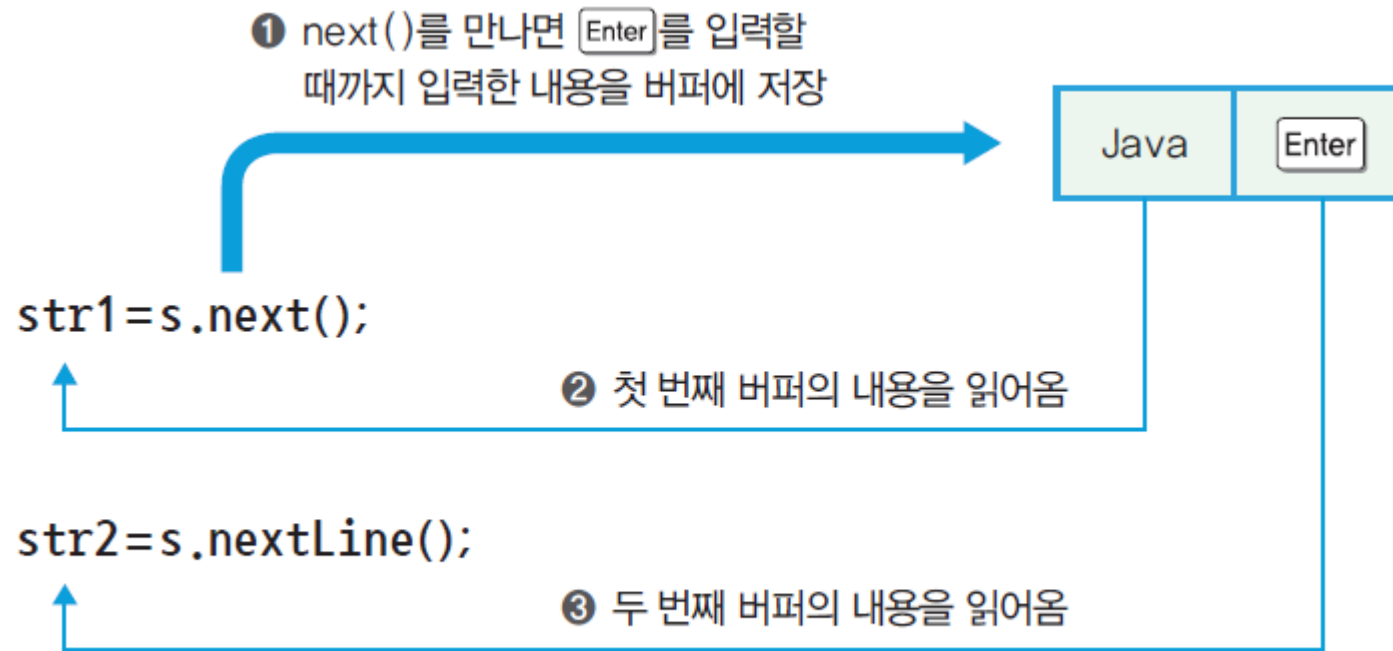 ❶ next()를 만나면 Enter를 입력할
때까지 입력한 내용을 버퍼에 저장
Java Enter
str1=s.next();
❷ 첫 번째 버퍼의 내용을 읽어옴
str2=s.nextLine();
❸ 두 번째 버퍼의 내용을 읽어옴